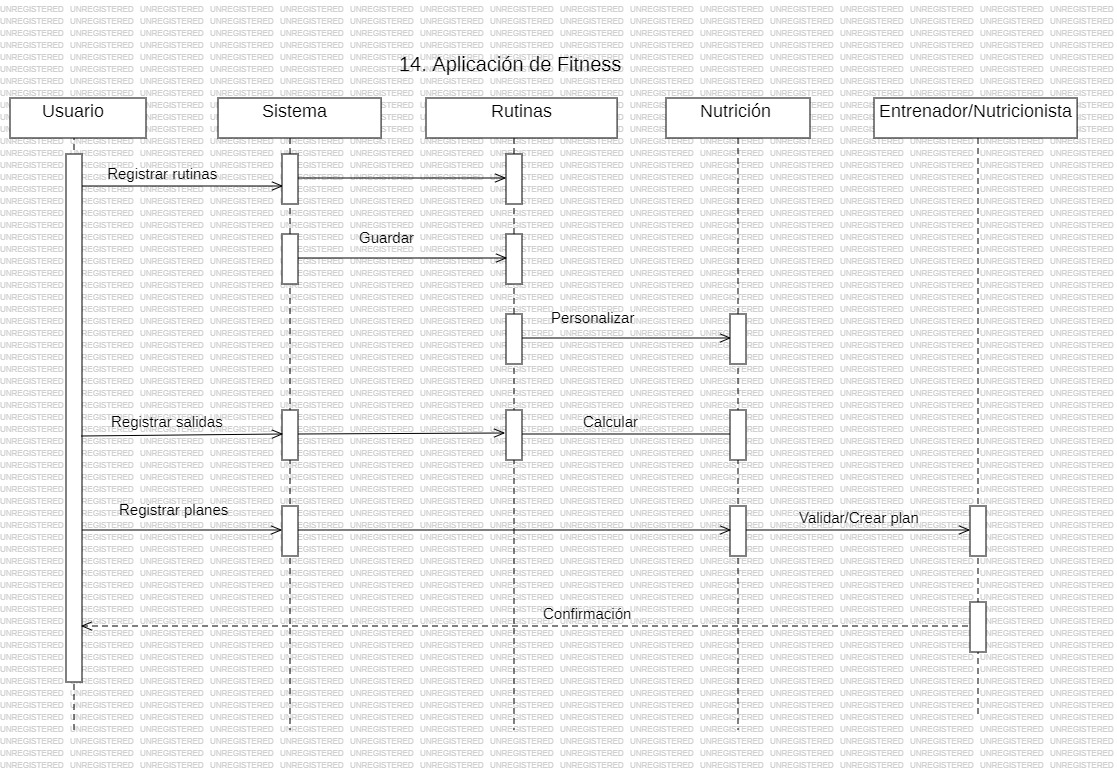 14. Aplicación de Fitness
Usuario
Sistema
Rutinas
Nutrición
Entrenador/Nutricionista
Registrar rutinas
Guardar
Personalizar
Registrar salidas
Calcular
Registrar planes
Validar/Crear plan
Confirmación
UNREGISTERED